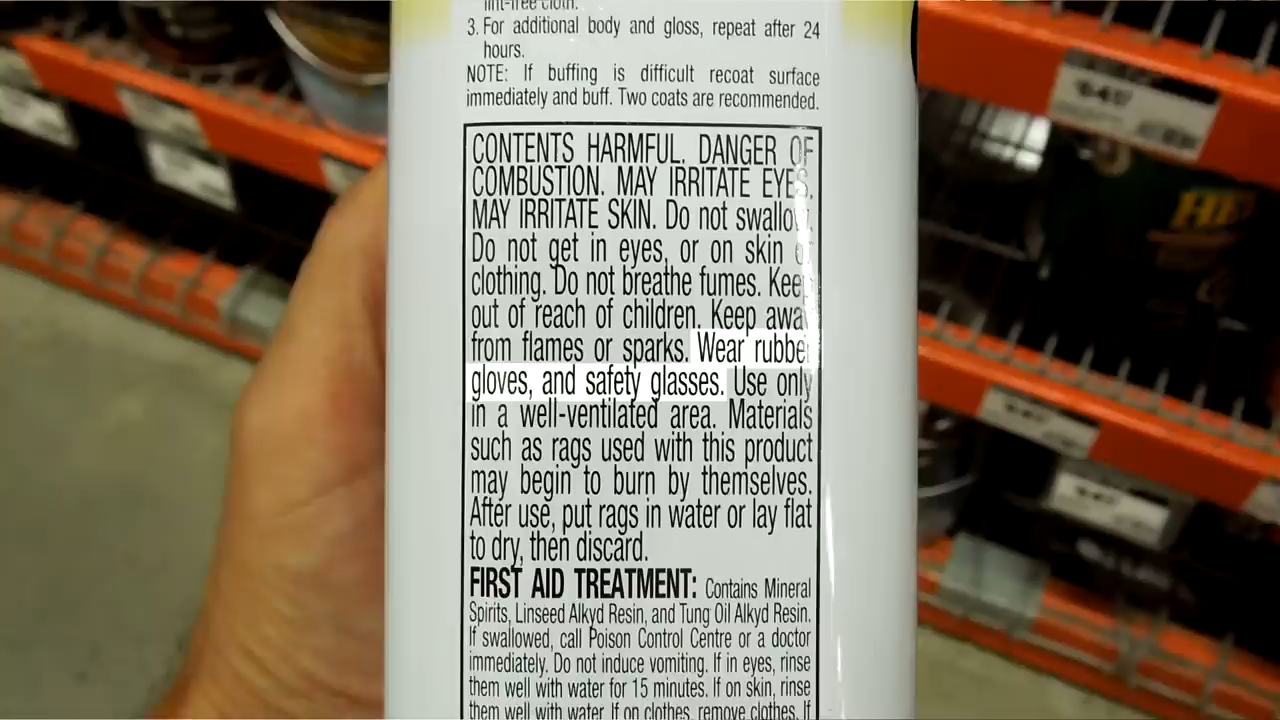 lint-free cloth.
3. For additional body and gloss, repeat after 24
hours.
NOTE: If buffing is difficult recoat surface
immediately and buff. Two coats are recommended.
CONTENTS HARMFUL. DANGER OF
COMBUSTION. MAY IRRITATE EYES.
MAY IRRITATE SKIN. Do not swallow.
Do not get in eyes, or on skin or
clothing. Do not breathe fumes. Keep
out of reach of children. Keep away
from flames or sparks. Wear rubber
gloves, and safety glasses. Use only
in a well-ventilated area. Materials
such as rags used with this product
may begin to burn by themselves.
After use, put rags in water or lay flat
to dry, then discard.
FIRST AID TREATMENT: Contains Mineral
Spirits, Linseed Alkyd Resin, and Tung Oil Alkyd Resin.
If swallowed, call Poison Control Centre or a doctor
immediately. Do not induce vomiting. If in eyes, rinse
them well with water for 15 minutes. If on skin, rinse
them well with water. If on clothes, remove clothes. If